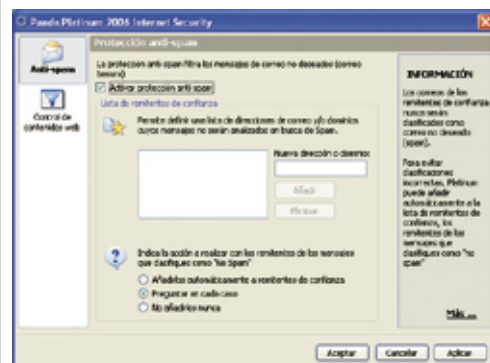 Panda Platinum 2006 Internet Security
Anti-spam
Control de
contenidos web
Protección anti-spam
La protección anti-spam filtra los mensajes de correo no deseados (correo
basura)
Activar protección anti-spam
Lista de remitentes de confianza
Permite definir una lista de direcciones de correo y/o dominios
cuyos mensajes no serán analizados en busca de Spam.
Nueva dirección o dominio:
Añadir
Eliminar
Indica la acción a realizar con los remitentes de los mensajes
que clasifiques como "No Spam"
Añadirlos automáticamente a remitentes de confianza
Preguntar en cada caso
No añadirlos nunca
INFORMACIÓN
Los correos de los
remitentes de confianza
nunca serán
clasificados como
correo no deseado
(spam).
Para evitar
clasificaciones
incorrectas, Platinum
puede añadir
automáticamente a la
lista de remitentes de
confianza, los
remitentes de los
mensajes que
clasifiques como "no
spam"
Más...
Aceptar
Cancelar
Aplicar